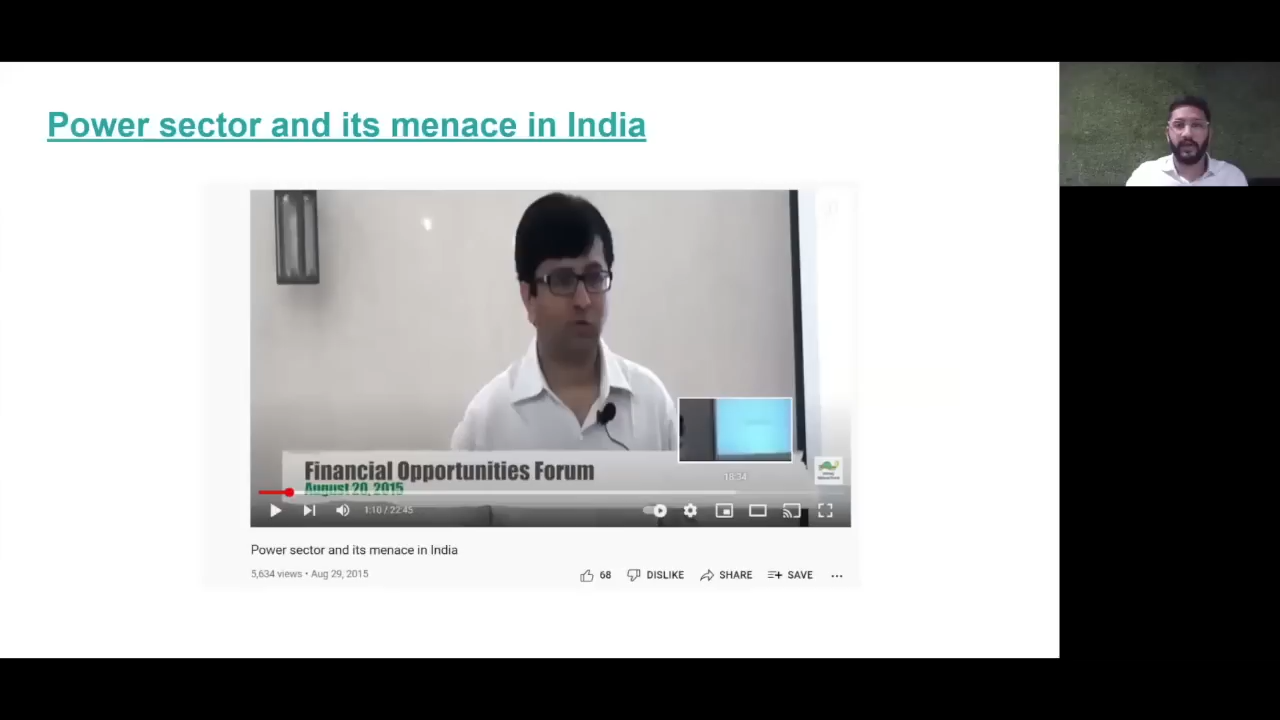 Power sector and its menace in India
Financial Opportunities Forum
August 20, 2015
18:34
1:10 / 22:45
Power sector and its menace in India
5,634 views • Aug 29, 2015
68 DISLIKE SHARE SAVE ...